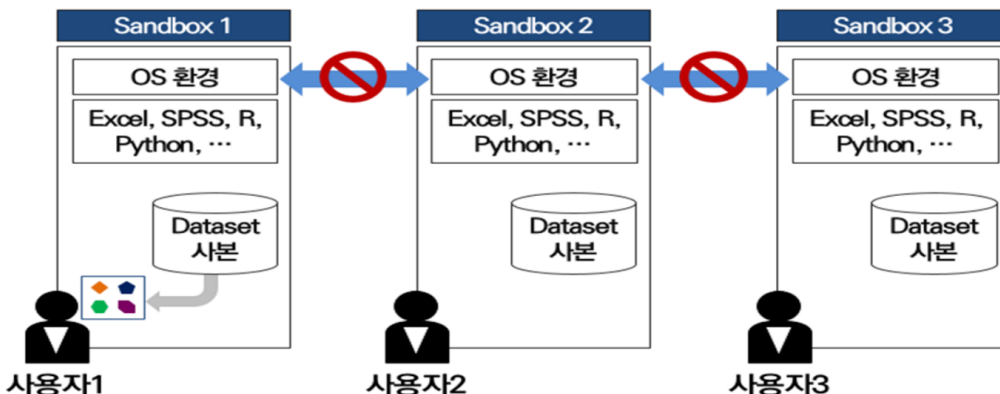 Sandbox 1
Sandbox 2
Sandbox 3
OS 환경
OS 환경
OS 환경
Excel, SPSS, R,
Python, …
Excel, SPSS, R,
Python, …
Excel, SPSS, R,
Python, …
Dataset
사본
Dataset
사본
Dataset
사본
사용자1
사용자2
사용자3